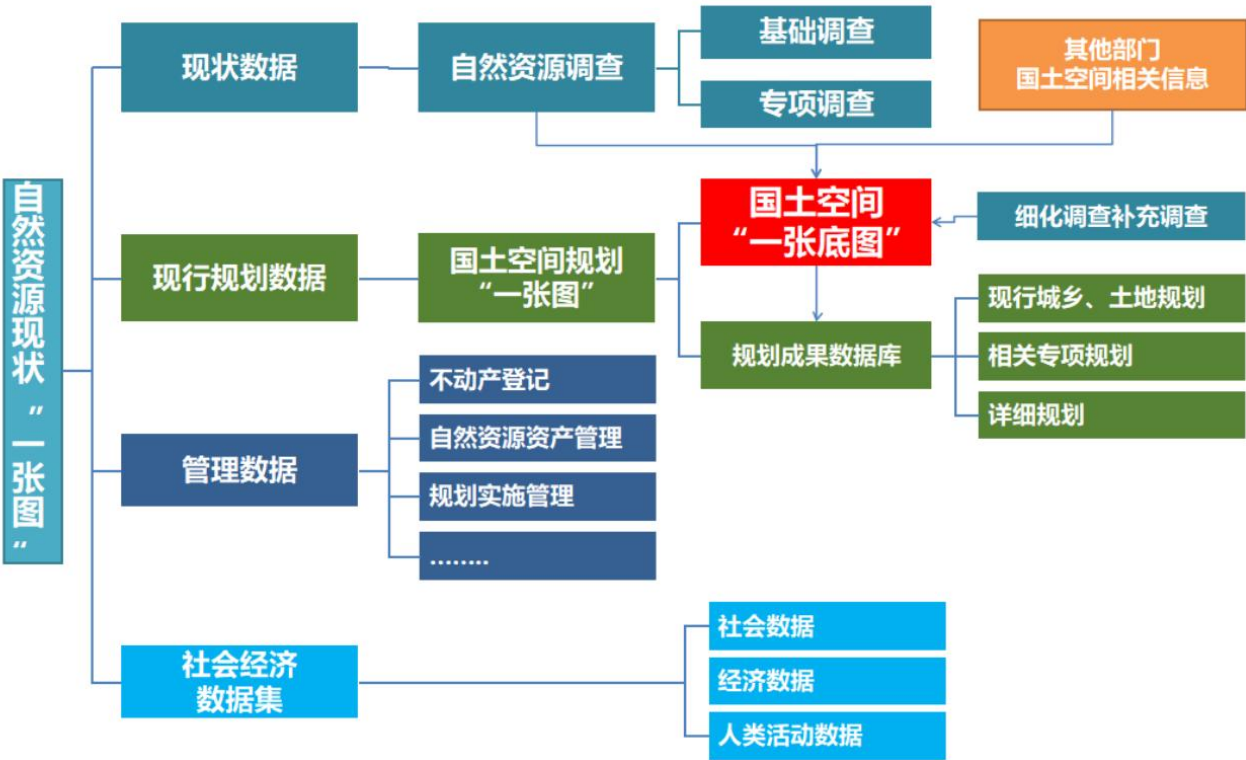 自然资源现状“一张图”
现状数据
自然资源调查
基础调查
专项调查
其他部门
国土空间相关信息
国土空间
“一张底图”
细化调查补充调查
现行规划数据
国土空间规划
“一张图”
规划成果数据库
现行城乡、土地规划
相关专项规划
详细规划
管理数据
不动产登记
自然资源资产管理
规划实施管理
........
社会经济
数据集
社会数据
经济数据
人类活动数据